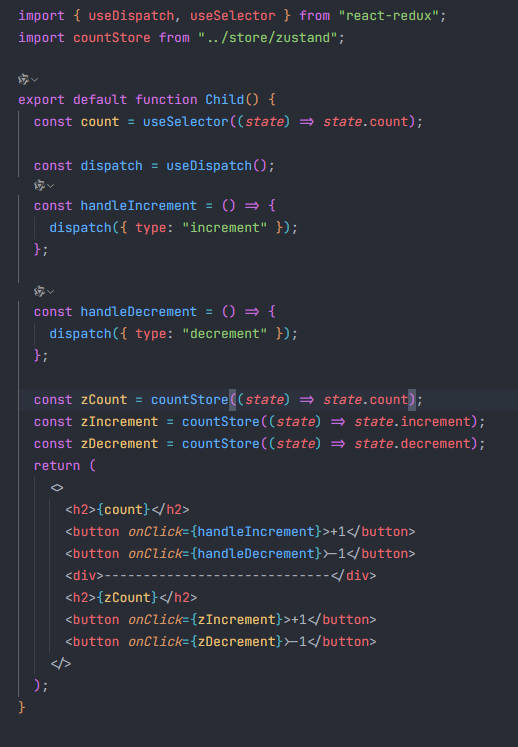 import { useDispatch, useSelector } from "react-redux";
import countStore from "../store/zustand";
export default function Child() {
const count = useSelector((state) => state.count);
const dispatch = useDispatch();
const handleIncrement = () => {
dispatch({ type: "increment" });
};
const handleDecrement = () => {
dispatch({ type: "decrement" });
};
const zCount = countStore((state) => state.count);
const zIncrement = countStore((state) => state.increment);
const zDecrement = countStore((state) => state.decrement);
return (
<>
<h2>{count}</h2>
<button onClick={handleIncrement}>+1</button>
<button onClick={handleDecrement}>-1</button>
<div>-----------------------------</div>
<h2>{zCount}</h2>
<button onClick={zIncrement}>+1</button>
<button onClick={zDecrement}>-1</button>
</>
);
}